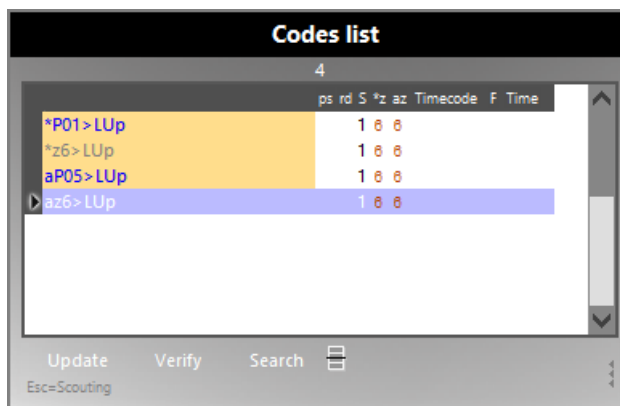 Codes list
4
ps rd S *z az Timecode F Time
*P01>LUp 1 6 6
*z6>LUp 1 6 6
aP05>LUp 1 6 6
az6>LUp 1 6 6
Update Verify Search
Esc=Scouting